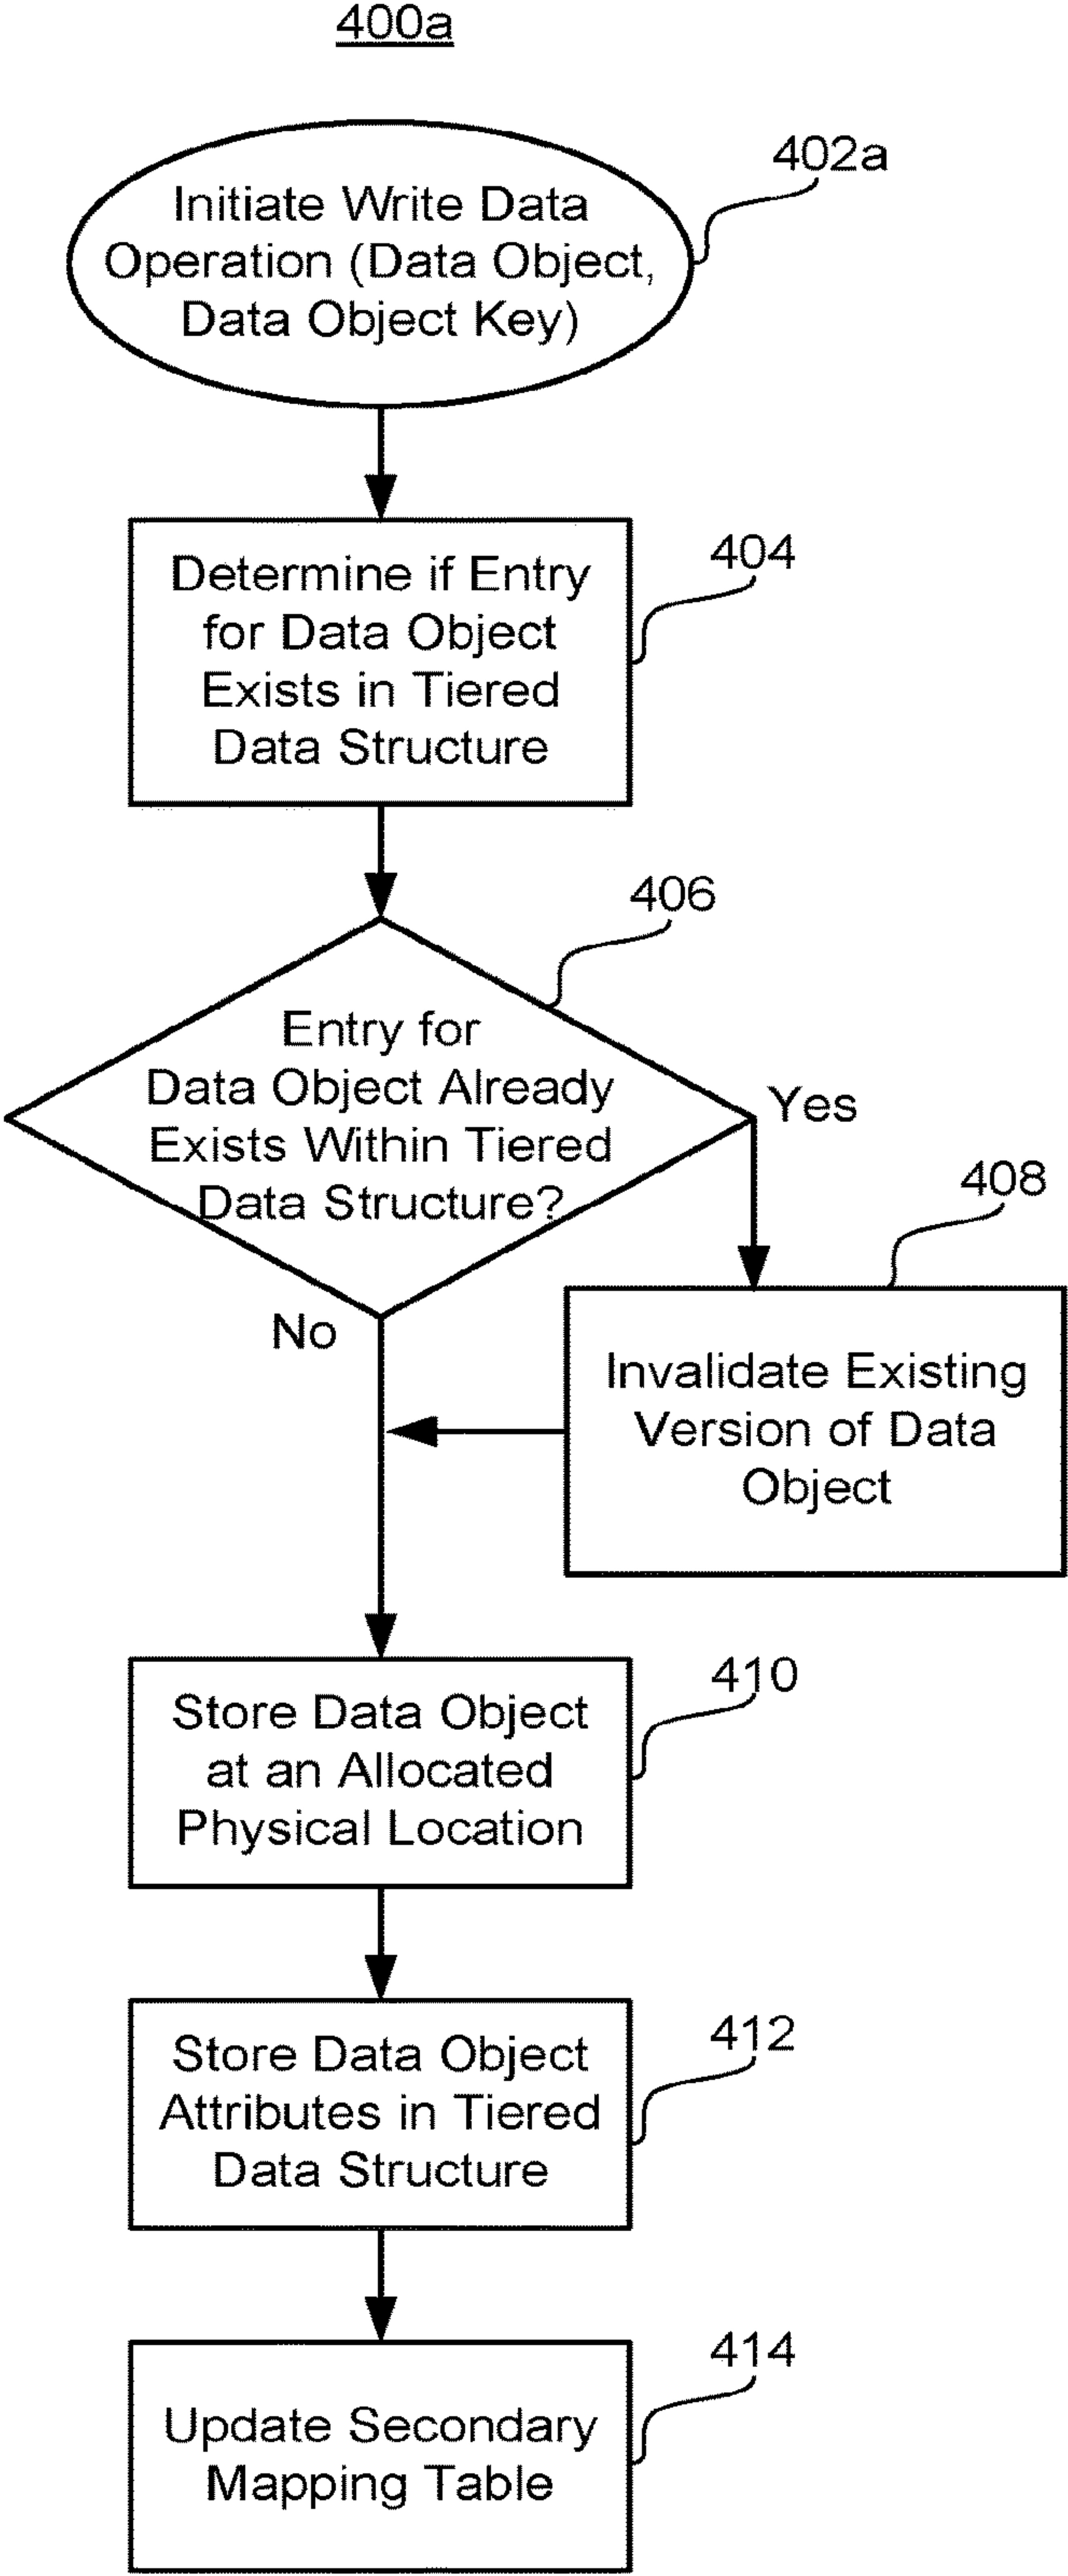 400a
402a
Initiate Write Data
Operation (Data Object,
Data Object Key)
404
Determine if Entry
for Data Object
Exists in Tiered
Data Structure
406
Entry for
Data Object Already
Exists Within Tiered
Data Structure?
Yes
No
408
Invalidate Existing
Version of Data
Object
410
Store Data Object
at an Allocated
Physical Location
412
Store Data Object
Attributes in Tiered
Data Structure
414
Update Secondary
Mapping Table